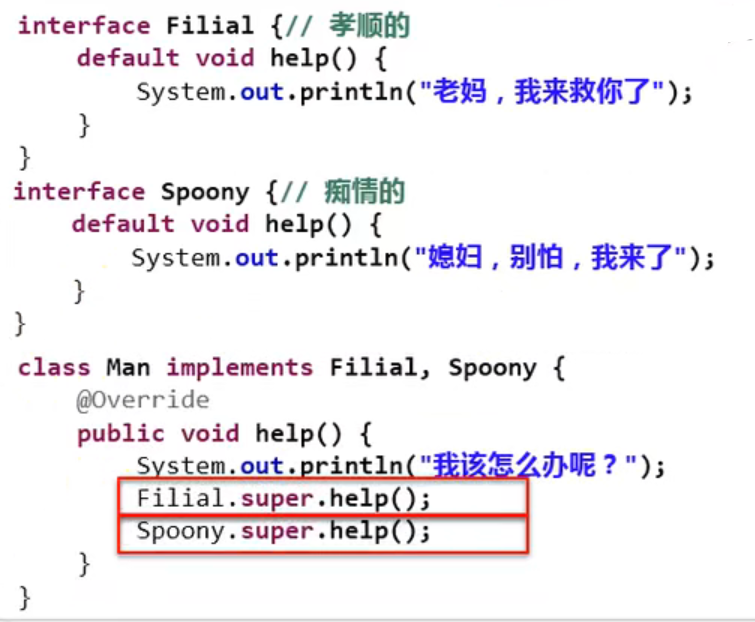 interface Filial {// 孝顺的
default void help() {
System.out.println("老妈，我来救你了");
}
}
interface Spoony {// 痴情的
default void help() {
System.out.println("媳妇，别怕，我来了");
}
}
class Man implements Filial, Spoony {
@Override
public void help() {
System.out.println("我该怎么办呢？");
Filial.super.help();
Spoony.super.help();
}
}